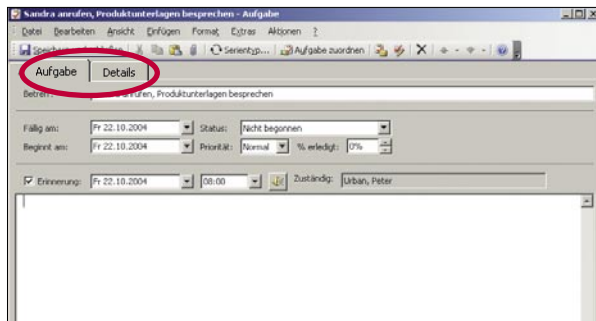 Sandra anrufen, Produktunterlagen besprechen - Aufgabe
Datei Bearbeiten Ansicht Einfügen Format Extras Aktionen ?
Serientyp... Aufgabe zuordnen
Aufgabe Details
Betreff: anrufen, Produktunterlagen besprechen
Fällig am: Fr 22.10.2004 Status: Nicht begonnen
Beginnt am: Fr 22.10.2004 Priorität: Normal % erledigt: 0%
Erinnerung: Fr 22.10.2004 08:00 Zuständig: Urban, Peter